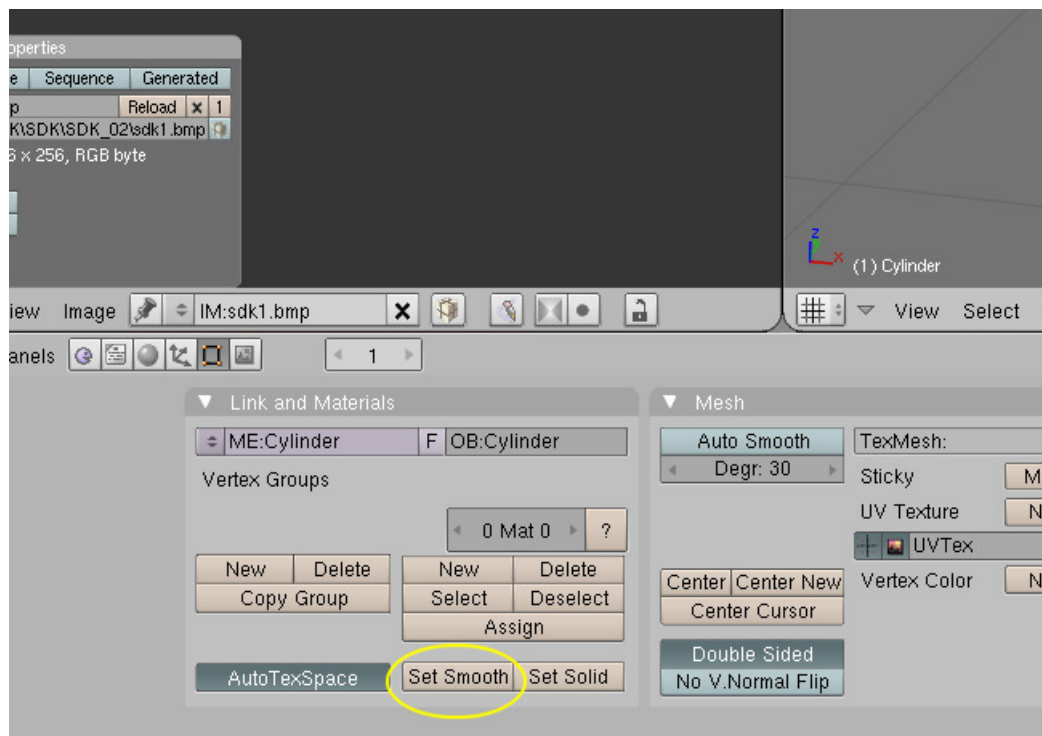 operties
e Sequence Generated
p Reload x 1
K\SDK\SDK_02\sdk1.bmp
6 x 256, RGB byte
z
x
(1) Cylinder
iew Image IM:sdk1.bmp
View Select
anels 1
Link and Materials
ME:Cylinder F OB:Cylinder
Vertex Groups
0 Mat 0 ?
New Delete New Delete
Copy Group Select Deselect
Assign
AutoTexSpace Set Smooth Set Solid
Mesh
Auto Smooth TexMesh:
Degr: 30 Sticky M
UV Texture N
UVTex
Center Center New Vertex Color N
Center Cursor
Double Sided
No V.Normal Flip